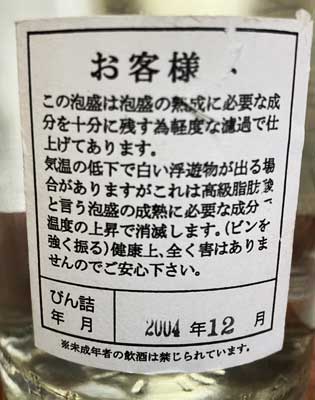 お客様へ
この泡盛は泡盛の熟成に必要な成
分を十分に残す為軽度な濾過で仕
上げてあります。
気温の低下で白い浮遊物が出る場
合がありますがこれは高級脂肪酸
と言う泡盛の成熟に必要な成分で
温度の上昇で消滅します。(ビンを
強く振る)健康上、全く害はありま
せんのでご安心下さい。
びん詰
年 月
2004 年 12 月
※未成年者の飲酒は禁じられています。